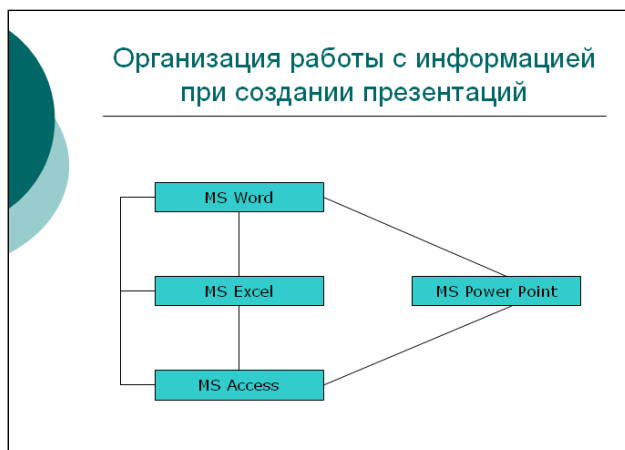 Организация работы с информацией
при создании презентаций
MS Word
MS Excel
MS Power Point
MS Access